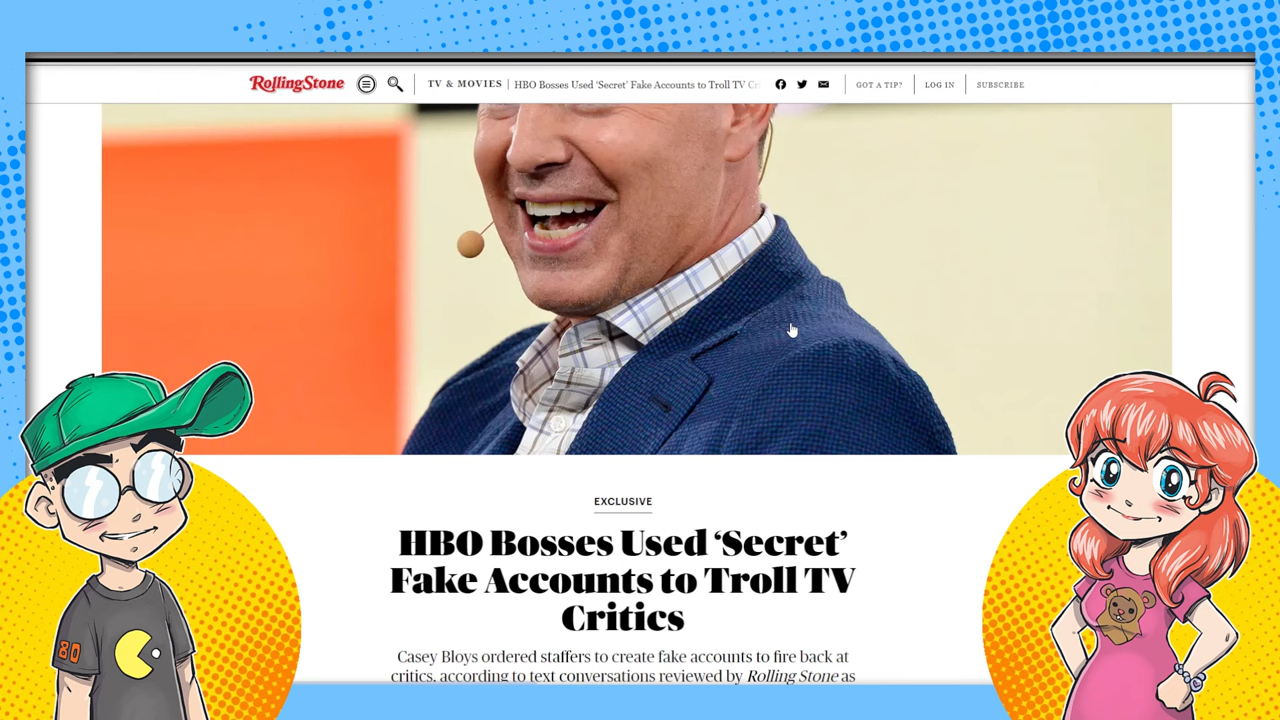 RollingStone
TV & MOVIES
HBO Bosses Used ‘Secret’ Fake Accounts to Troll TV Cr
GOT A TIP?
LOG IN
SUBSCRIBE
EXCLUSIVE
HBO Bosses Used ‘Secret’
Fake Accounts to Troll TV
Critics
Casey Bloys ordered staffers to create fake accounts to fire back at
critics, according to text conversations reviewed by Rolling Stone as
80